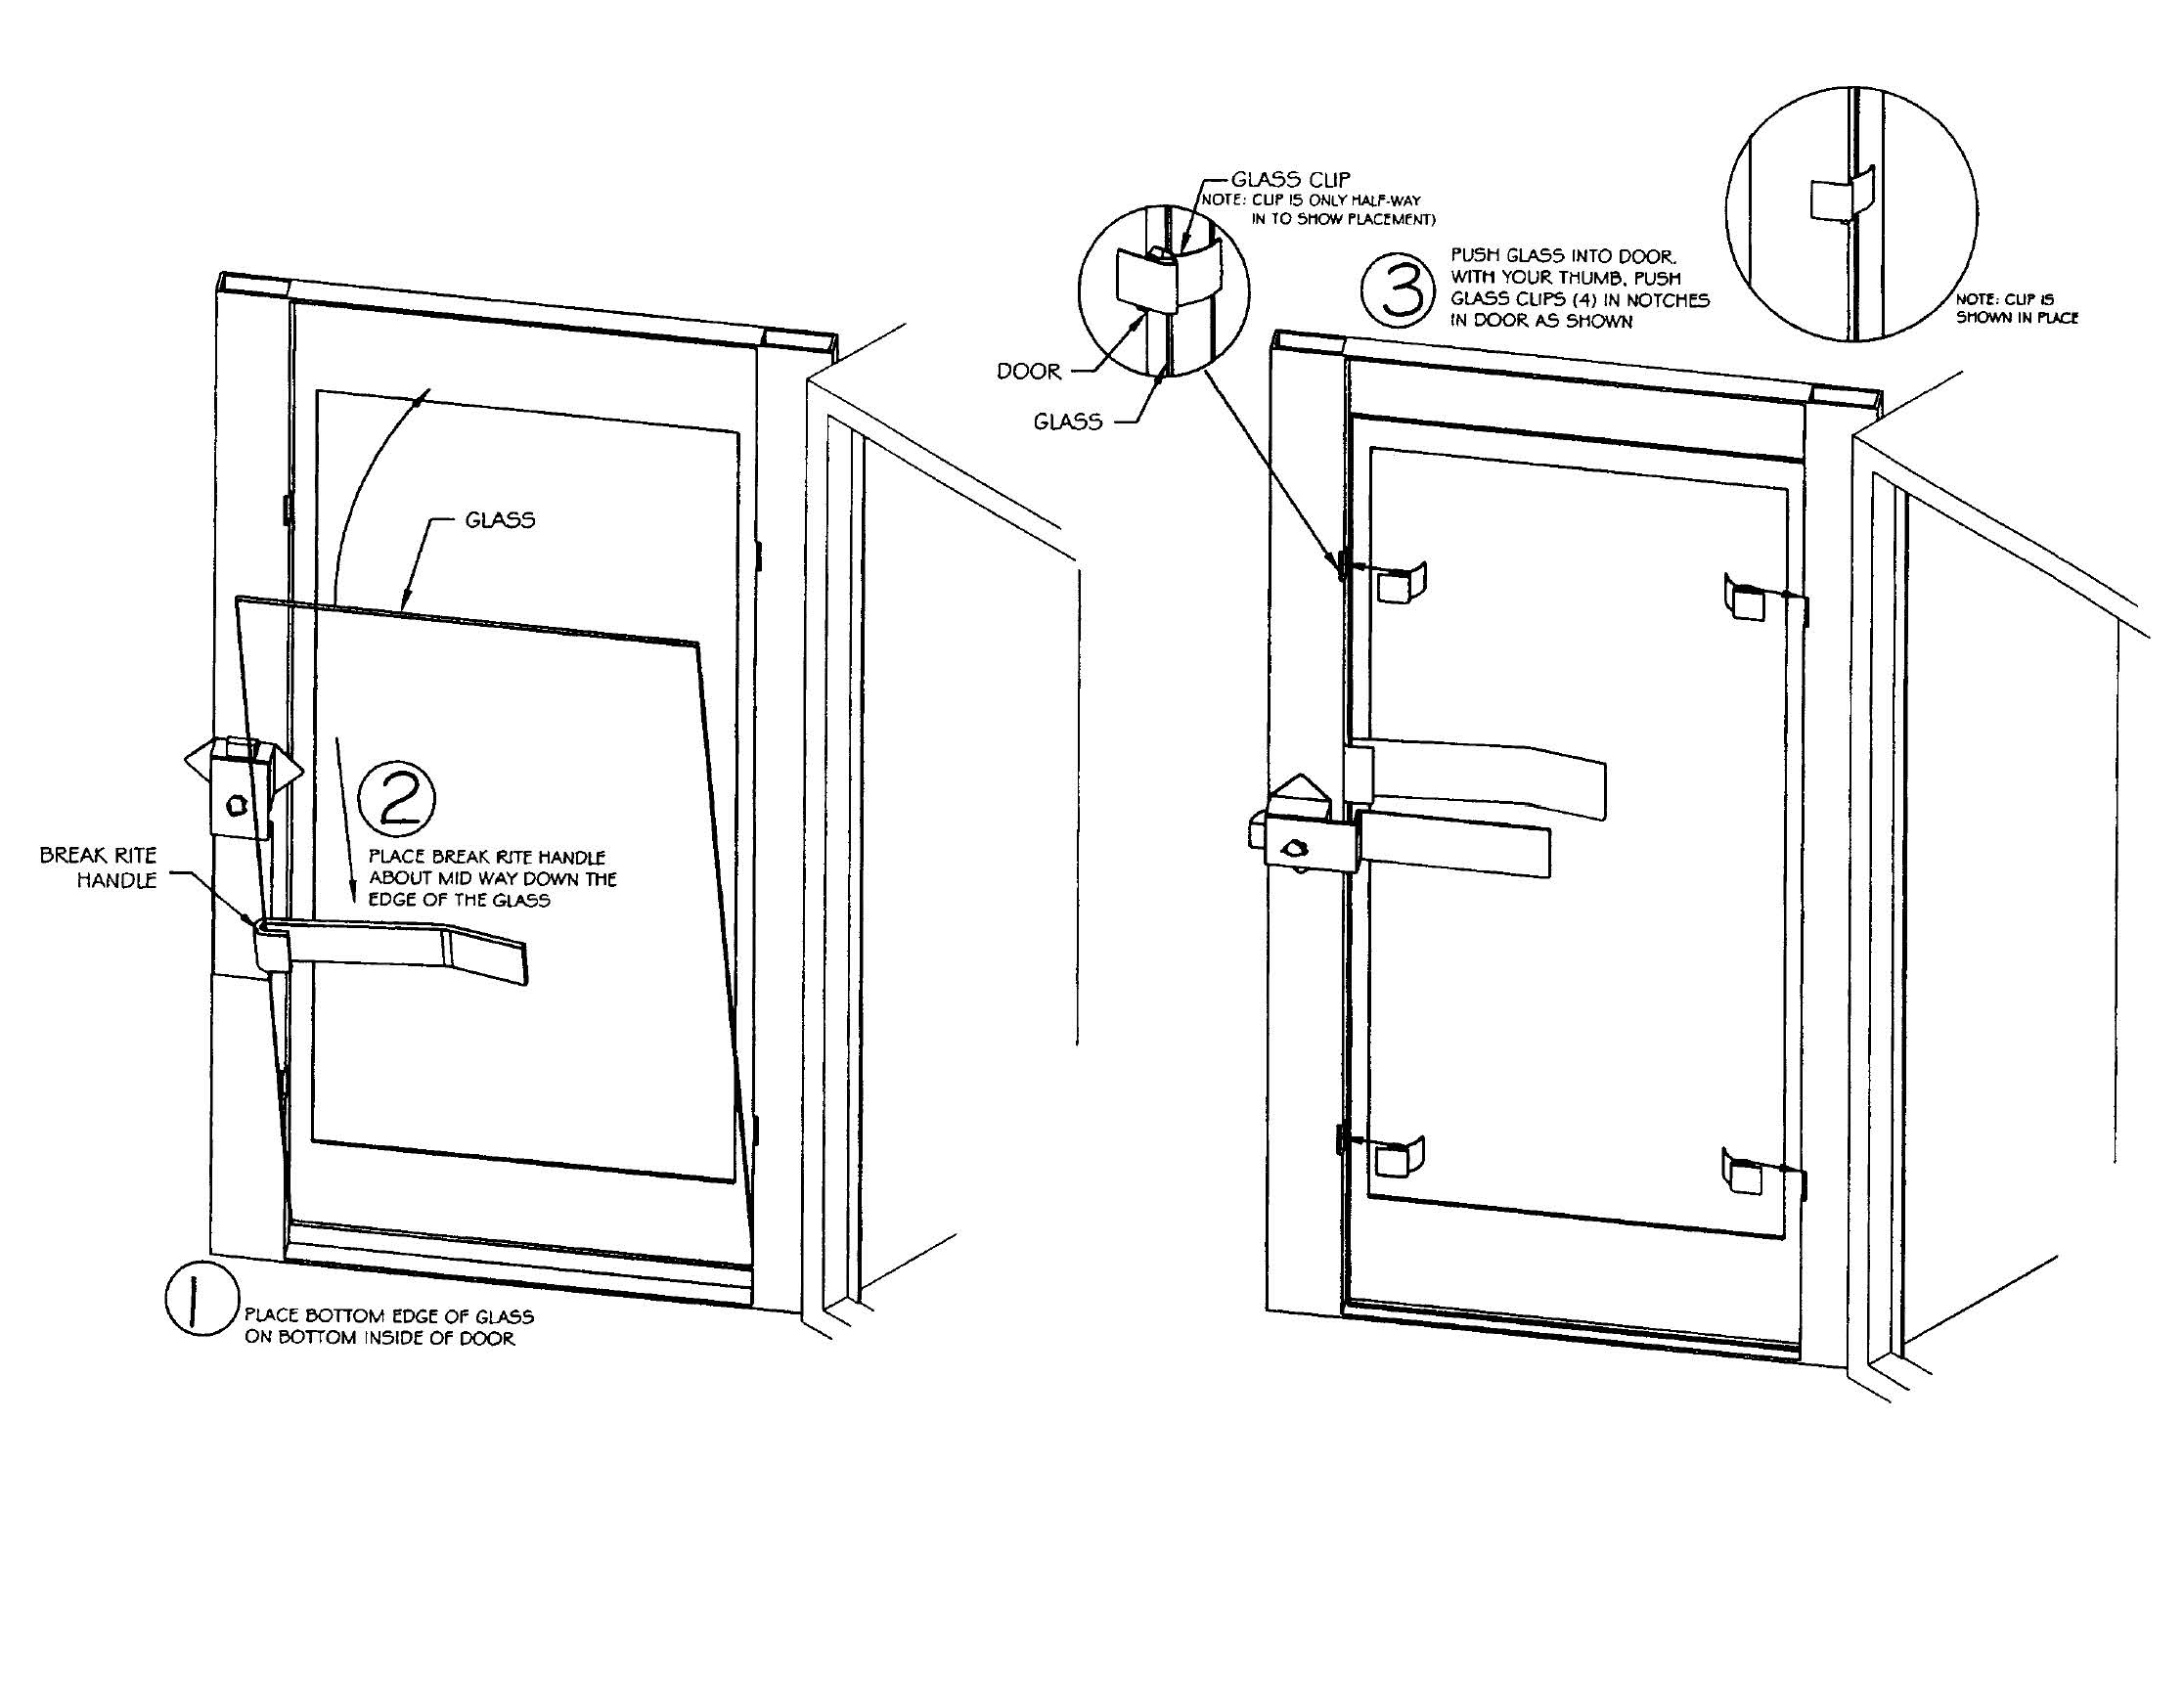 GLASS
BREAK RITE
HANDLE
2
PLACE BREAK RITE HANDLE
ABOUT MID WAY DOWN THE
EDGE OF THE GLASS
1
PLACE BOTTOM EDGE OF GLASS
ON BOTTOM INSIDE OF DOOR
GLASS CLIP
NOTE: CLIP IS ONLY HALF-WAY
IN TO SHOW PLACEMENT)
DOOR
GLASS
3
PUSH GLASS INTO DOOR.
WITH YOUR THUMB, PUSH
GLASS CLIPS (4) IN NOTCHES
IN DOOR AS SHOWN
NOTE: CLIP IS
SHOWN IN PLACE